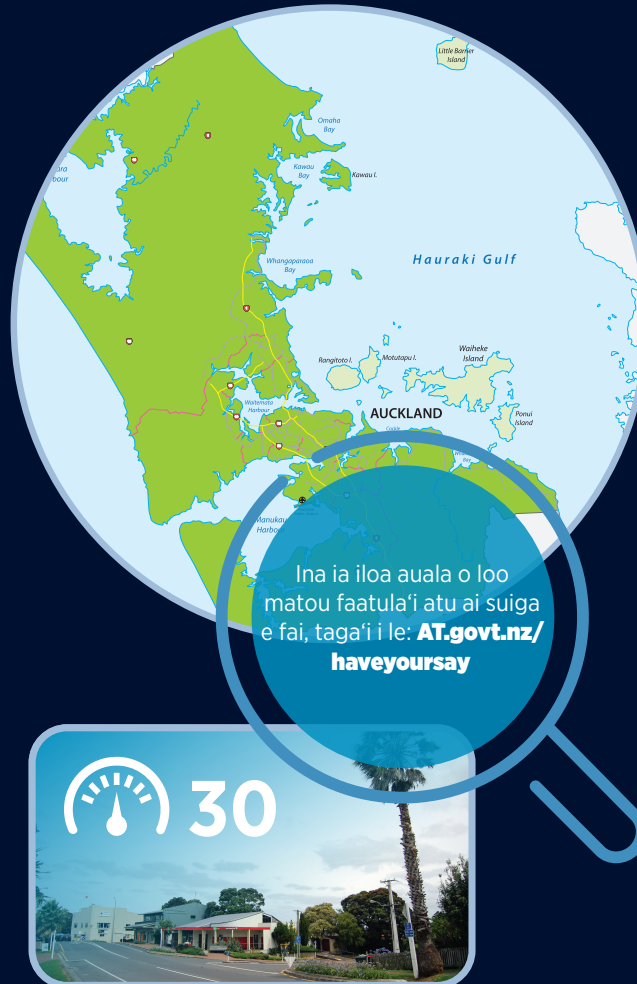 Little Barrier
Island
Omaha
Bay
Kawau
Bay
Kawau I.
Whangaparaoa
Bay
Hauraki Gulf
Rangitoto I.
Motutapu I.
Waiheke
Island
Waitemata
Harbour
AUCKLAND
Ponui
Island
Manukau
Harbour
Ina ia iloa auala o loo
matou faatula‘i atu ai suiga
e fai, taga‘i i le: AT.govt.nz/
haveyoursay
30